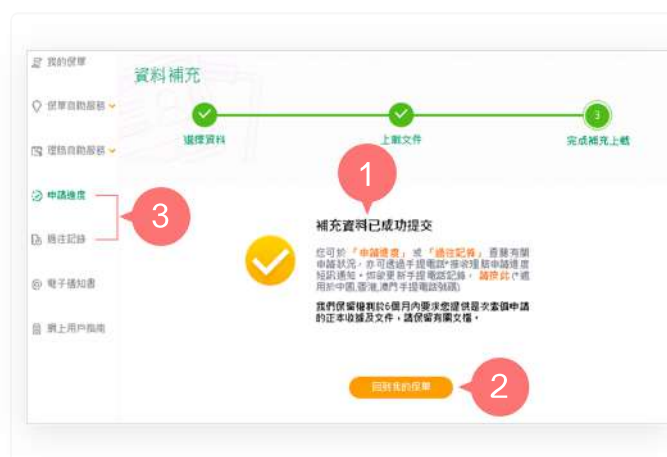 我的保單
資料補充
保單自助服務
選擇資料
上載文件
3
完成補充上載
理賠自助服務
1
申請進度
3
過往記錄
補充資料已成功提交
您可於「申請進度」或「過往記錄」查閱有關
申請狀況，亦可透過手提電話*接收理賠申請進度
短訊通知。如欲更新手提電話記錄，請按此 (*適
用於中國,香港,澳門手提電話號碼)
電子通知書
我們保留權利於6個月內要求您提供是次索償申請
的正本收據及文件，請保留有關文檔。
網上用戶指南
回到我的保單
2